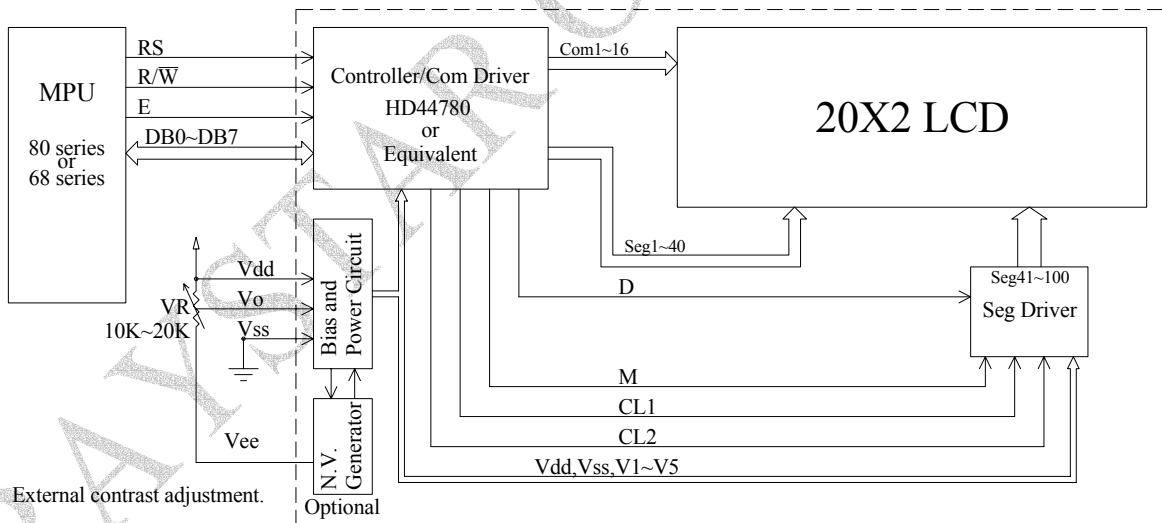 MPU
80 series
or
68 series
RS
R/W̅
E
DB0~DB7
Controller/Com Driver
HD44780
or
Equivalent
Com1~16
20X2 LCD
Seg1~40
Seg41~100
Seg Driver
D
M
CL1
CL2
Vdd,Vss,V1~V5
Vdd
Vo
Vss
VR
10K~20K
Bias and
Power Circuit
N.V.
Generator
Vee
External contrast adjustment.
Optional